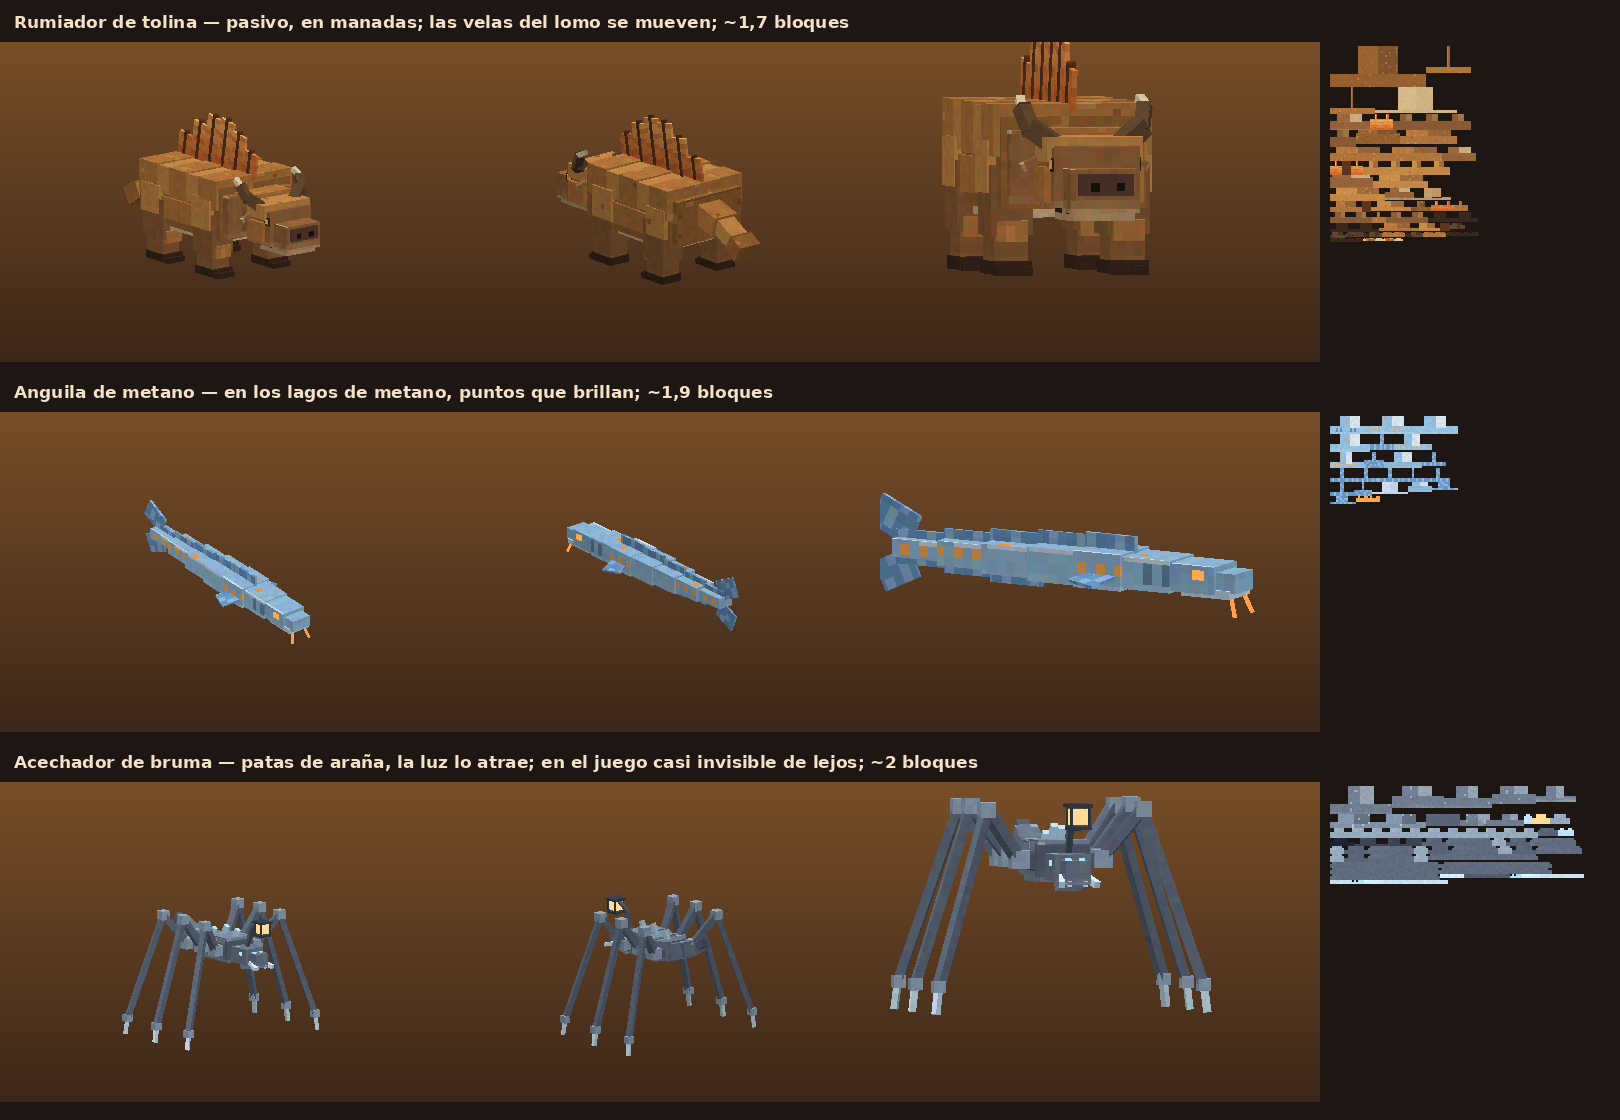 Rumiador de tolina — pasivo, en manadas; las velas del lomo se mueven; ~1,7 bloques
Anguila de metano — en los lagos de metano, puntos que brillan; ~1,9 bloques
Acechador de bruma — patas de araña, la luz lo atrae; en el juego casi invisible de lejos; ~2 bloques